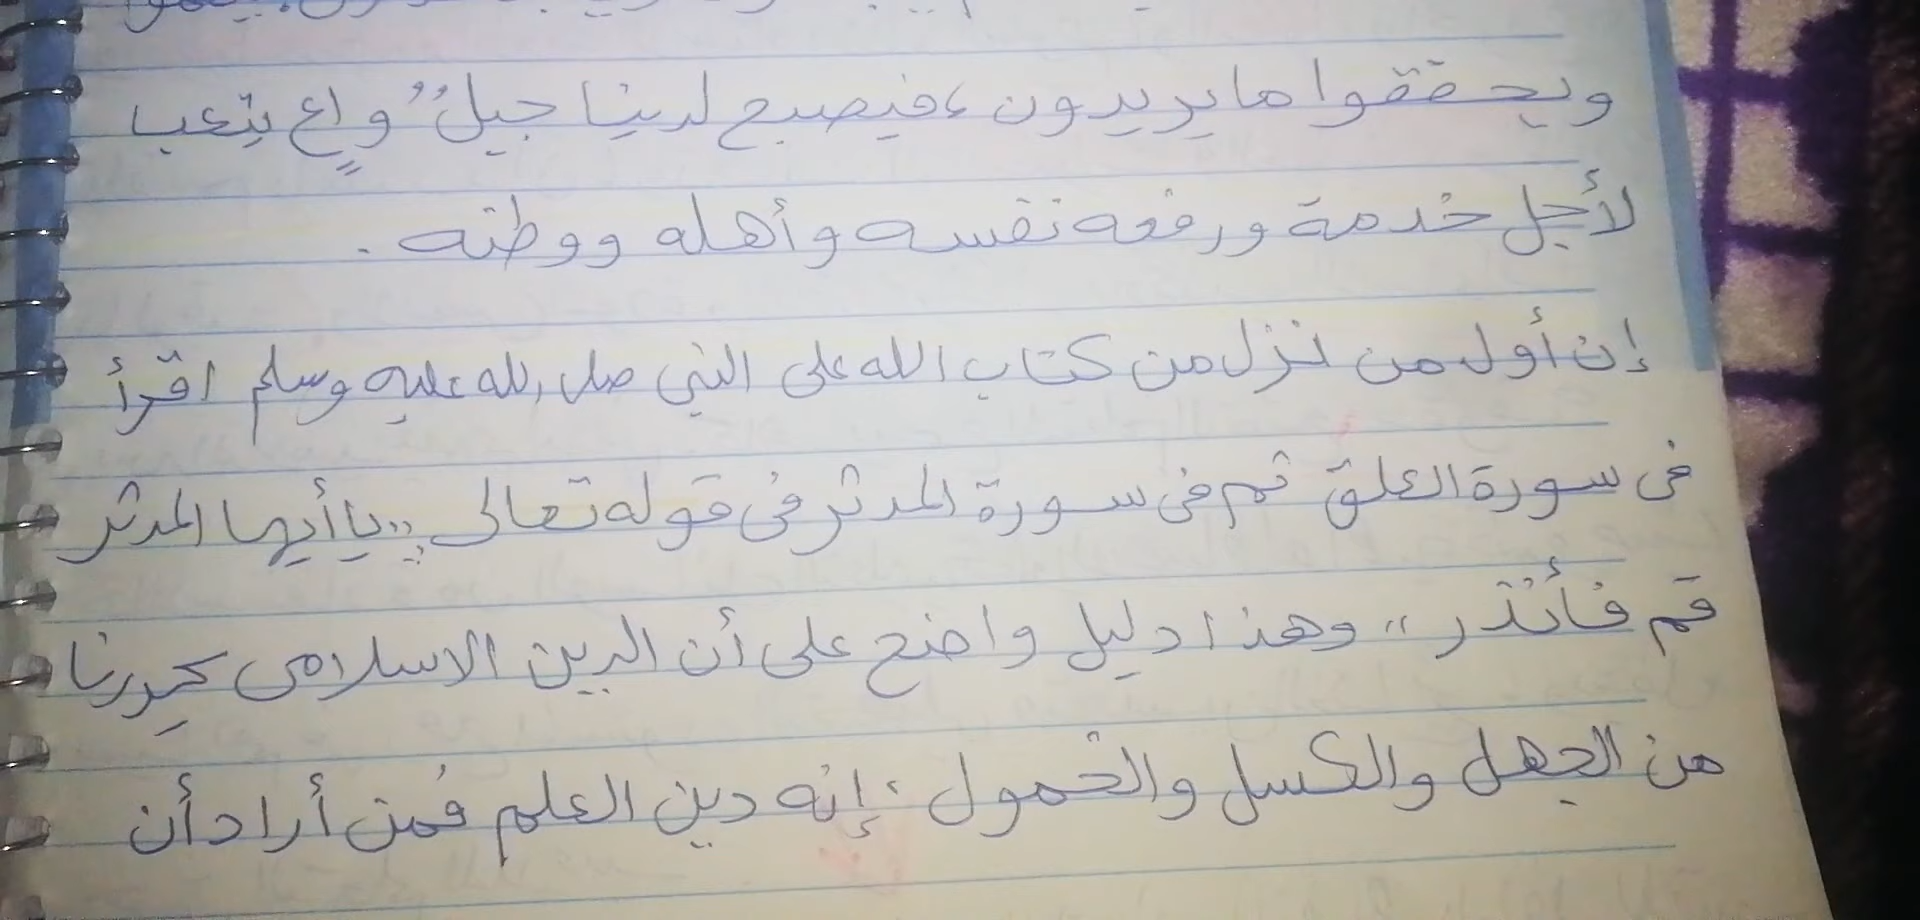 ويحققوا ما يريدون، فيصبح لدينا جيلٌ واعٍ يتعب
لأجل خدمة ورفعه نفسه وأهله ووطنه .
إن أول من نزل من كتاب الله على النبي صل الله عليه وسلم اقرأ
في سورة العلق ثم في سورة المدثر في قوله تعالى ,,يا أيها المدثر
قم فأنذر,, وهذا دليل واضح على أن الدين الاسلامي يحررنا
من الجهل والكسل والخمول ؛ إنه دين العلم فمن أراد أن